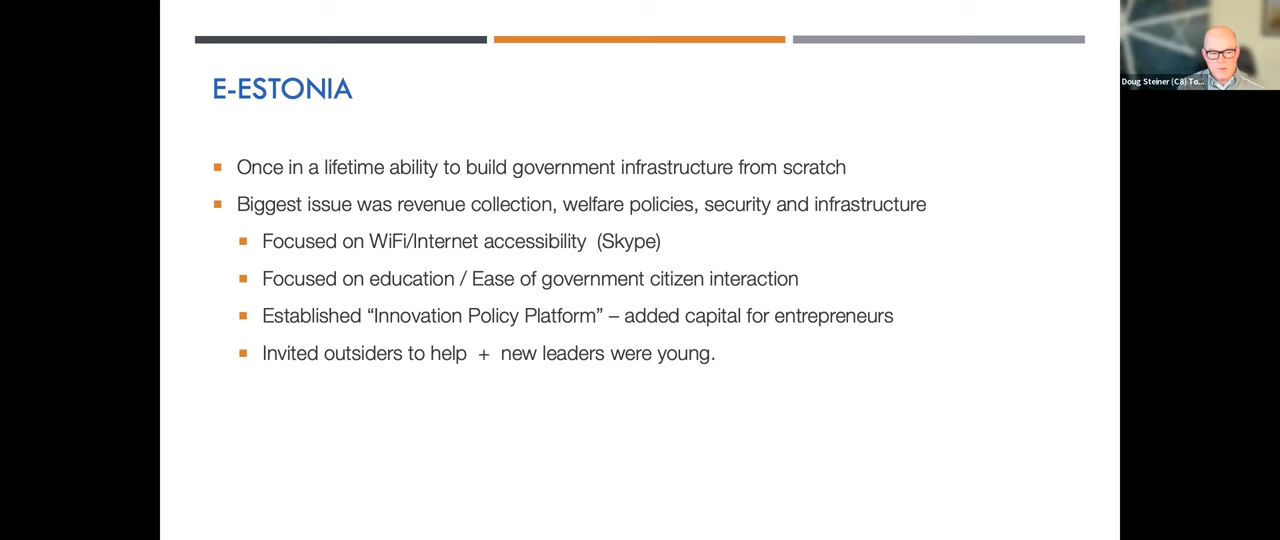 E-ESTONIA
Once in a lifetime ability to build government infrastructure from scratch
Biggest issue was revenue collection, welfare policies, security and infrastructure
Focused on WiFi/Internet accessibility (Skype)
Focused on education / Ease of government citizen interaction
Established “Innovation Policy Platform” – added capital for entrepreneurs
Invited outsiders to help + new leaders were young.
Doug Steiner (C8) To...